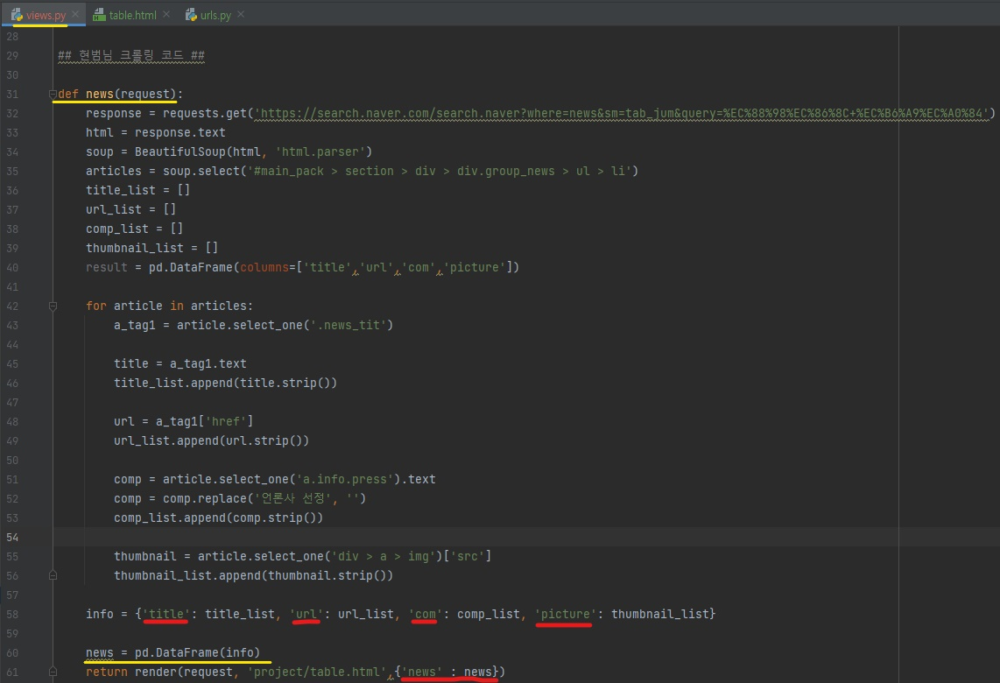 views.py × table.html × urls.py ×
28
29 ## 현범님 크롤링 코드 ##
30
31 def news(request):
32     response = requests.get('https://search.naver.com/search.naver?where=news&sm=tab_jum&query=%EC%88%98%EC%86%8C+%EC%B6%A9%EC%A0%84')
33     html = response.text
34     soup = BeautifulSoup(html, 'html.parser')
35     articles = soup.select('#main_pack > section > div > div.group_news > ul > li')
36     title_list = []
37     url_list = []
38     comp_list = []
39     thumbnail_list = []
40     result = pd.DataFrame(columns=['title','url','com','picture'])
41
42     for article in articles:
43         a_tag1 = article.select_one('.news_tit')
44
45         title = a_tag1.text
46         title_list.append(title.strip())
47
48         url = a_tag1['href']
49         url_list.append(url.strip())
50
51         comp = article.select_one('a.info.press').text
52         comp = comp.replace('언론사 선정', '')
53         comp_list.append(comp.strip())
54
55         thumbnail = article.select_one('div > a > img')['src']
56         thumbnail_list.append(thumbnail.strip())
57
58     info = {'title': title_list, 'url': url_list, 'com': comp_list, 'picture': thumbnail_list}
59
60     news = pd.DataFrame(info)
61     return render(request, 'project/table.html',{'news' : news})